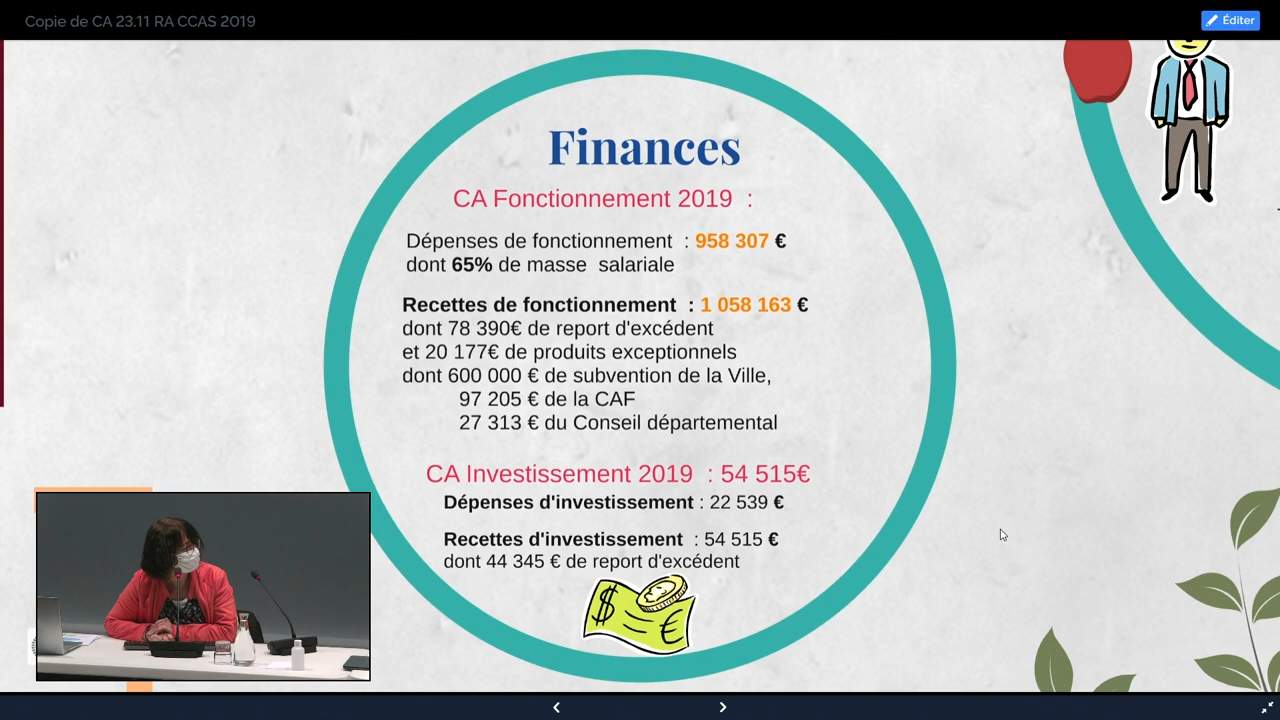 Copie de CA 23.11 RA CCAS 2019
Éditer
Finances
CA Fonctionnement 2019 :
Dépenses de fonctionnement : 958 307 €
dont 65% de masse salariale
Recettes de fonctionnement : 1 058 163 €
dont 78 390€ de report d'excédent
et 20 177€ de produits exceptionnels
dont 600 000 € de subvention de la Ville,
97 205 € de la CAF
27 313 € du Conseil départemental
CA Investissement 2019 : 54 515€
Dépenses d'investissement : 22 539 €
Recettes d'investissement : 54 515 €
dont 44 345 € de report d'excédent
$ €